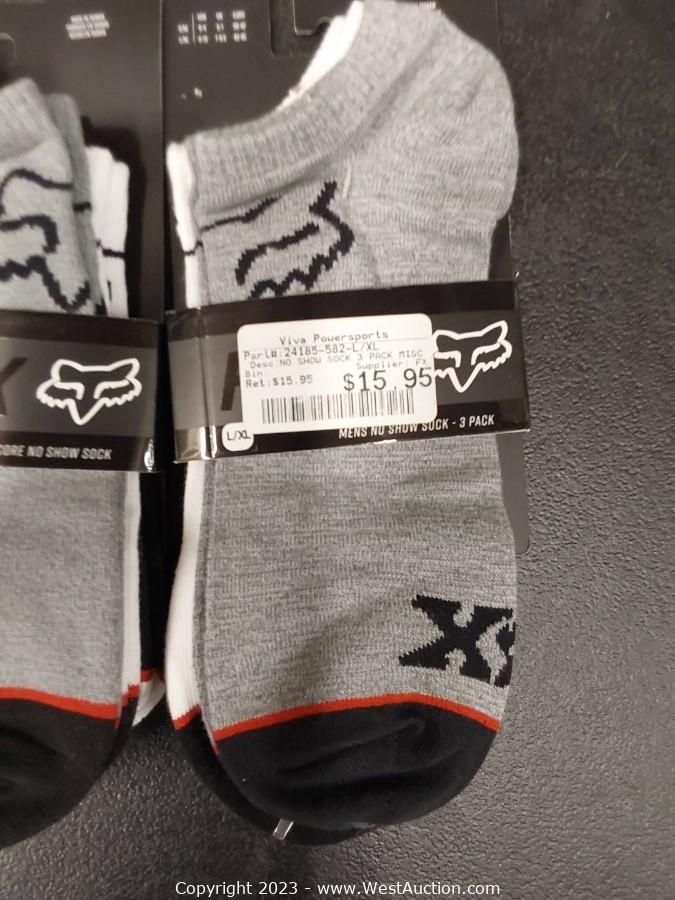 Viva Powersports
Part#:24185-582-L/XL
Desc.NO SHOW SOCK 3 PACK MISC
Bin: Supplier: FX
Ret:$15.95 $15.95
L/XL
MENS NO SHOW SOCK - 3 PACK
CORE NO SHOW SOCK
X
Copyright 2023 - www.WestAuction.com